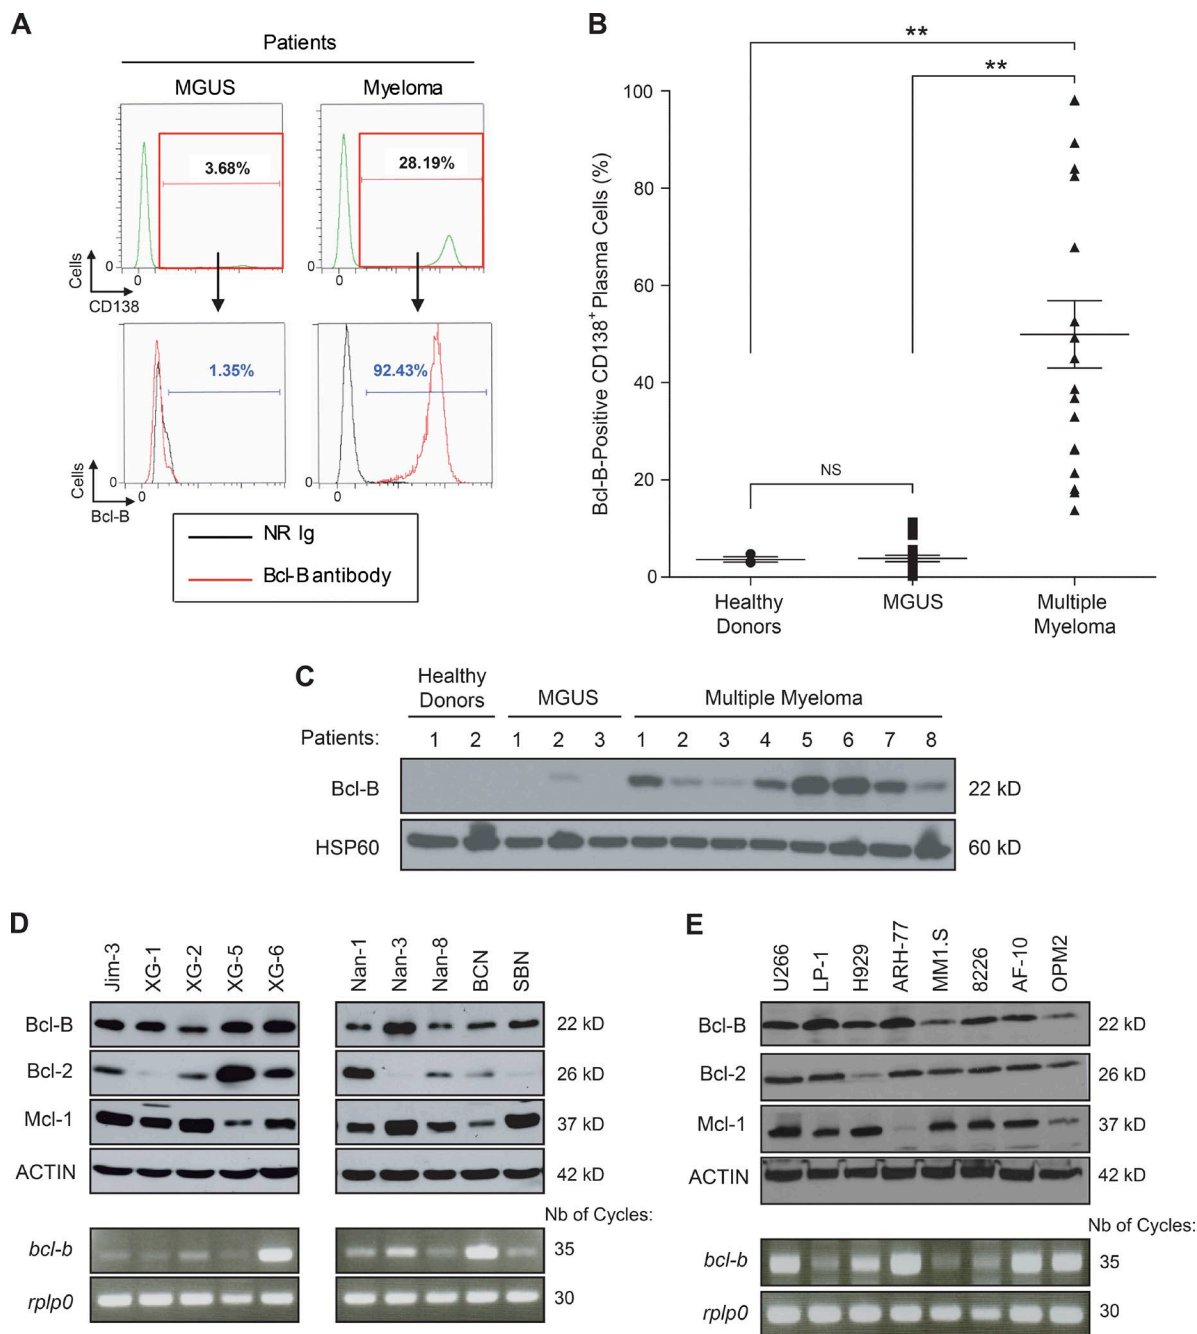 A
Patients
MGUS
Myeloma
3.68%
28.19%
Cells
0
0
0
0
CD138
1.35%
92.43%
Cells
0
0
0
0
Bcl-B
NR Ig
Bcl-B antibody
B
**
**
NS
Bcl-B-Positive CD138+ Plasma Cells (%)
100
80
60
40
20
0
Healthy Donors
MGUS
Multiple Myeloma
C
Healthy Donors
MGUS
Multiple Myeloma
Patients: 1 2 1 2 3 1 2 3 4 5 6 7 8
Bcl-B 22 kD
HSP60 60 kD
D
Jim-3 XG-1 XG-2 XG-5 XG-6 Nan-1 Nan-3 Nan-8 BCN SBN
Bcl-B 22 kD
Bcl-2 26 kD
Mcl-1 37 kD
ACTIN 42 kD
Nb of Cycles:
bcl-b 35
rplp0 30
E
U266 LP-1 H929 ARH-77 MM1.S 8226 AF-10 OPM2
Bcl-B 22 kD
Bcl-2 26 kD
Mcl-1 37 kD
ACTIN 42 kD
Nb of Cycles:
bcl-b 35
rplp0 30